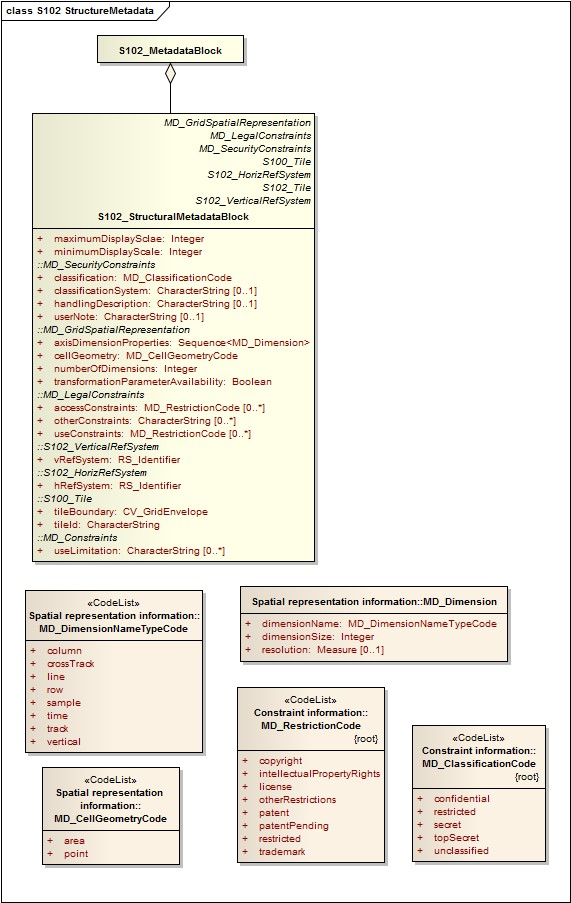 class S102 StructureMetadata
S102_MetadataBlock
MD_GridSpatialRepresentation
MD_LegalConstraints
MD_SecurityConstraints
S100_Tile
S102_HorizRefSystem
S102_Tile
S102_VerticalRefSystem
S102_StructuralMetadataBlock
+ maximumDisplaySclae: Integer
+ minimumDisplayScale: Integer
::MD_SecurityConstraints
+ classification: MD_ClassificationCode
+ classificationSystem: CharacterString [0..1]
+ handlingDescription: CharacterString [0..1]
+ userNote: CharacterString [0..1]
::MD_GridSpatialRepresentation
+ axisDimensionProperties: Sequence<MD_Dimension>
+ cellGeometry: MD_CellGeometryCode
+ numberOfDimensions: Integer
+ transformationParameterAvailability: Boolean
::MD_LegalConstraints
+ accessConstraints: MD_RestrictionCode [0..*]
+ otherConstraints: CharacterString [0..*]
+ useConstraints: MD_RestrictionCode [0..*]
::S102_VerticalRefSystem
+ vRefSystem: RS_Identifier
::S102_HorizRefSystem
+ hRefSystem: RS_Identifier
::S100_Tile
+ tileBoundary: CV_GridEnvelope
+ tileId: CharacterString
::MD_Constraints
+ useLimitation: CharacterString [0..*]
«CodeList»
Spatial representation information::
MD_DimensionNameTypeCode
+ column
+ crossTrack
+ line
+ row
+ sample
+ time
+ track
+ vertical
Spatial representation information::MD_Dimension
+ dimensionName: MD_DimensionNameTypeCode
+ dimensionSize: Integer
+ resolution: Measure [0..1]
«CodeList»
Spatial representation
information::
MD_CellGeometryCode
+ area
+ point
«CodeList»
Constraint information::
MD_RestrictionCode
{root}
+ copyright
+ intellectualPropertyRights
+ license
+ otherRestrictions
+ patent
+ patentPending
+ restricted
+ trademark
«CodeList»
Constraint information::
MD_ClassificationCode
{root}
+ confidential
+ restricted
+ secret
+ topSecret
+ unclassified